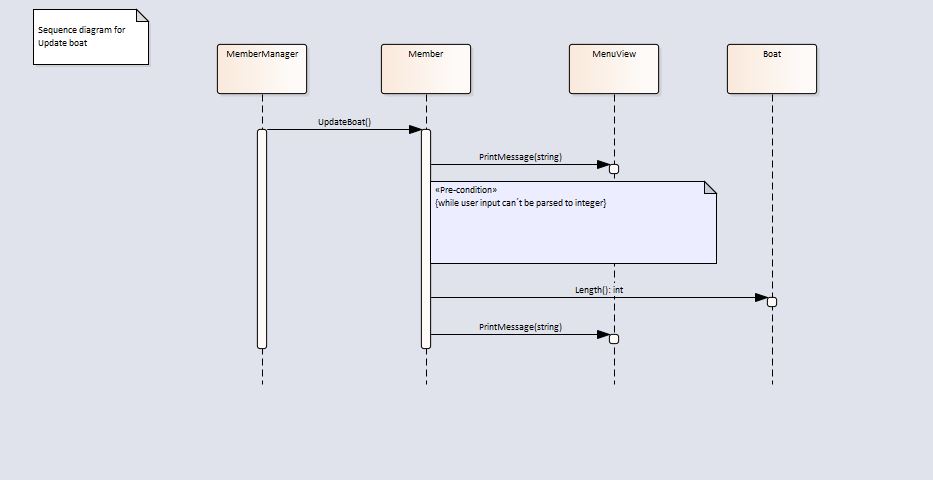 Sequence diagram for
Update boat
MemberManager
Member
MenuView
Boat
UpdateBoat()
PrintMessage(string)
«Pre-condition»
{while user input can´t be parsed to integer}
Length(): int
PrintMessage(string)